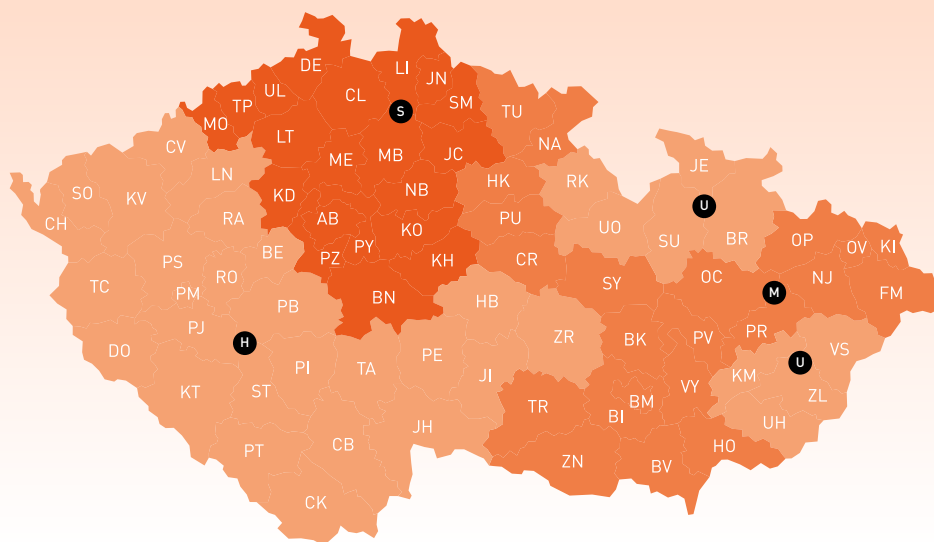 DE
LI
JN
UL
CL
TP
SM
S
MO
TU
CV
LT
NA
ME
MB
JC
LN
JE
SO
KV
KD
NB
HK
RK
CH
RA
AB
KO
PU
UO
U
SU
BR
BE
PZ
PY
KH
OP
OV
KI
TC
PS
RO
CR
SY
OC
NJ
FM
PM
PB
BN
HB
M
PJ
H
ZR
BK
PV
PR
DO
KT
ST
PI
TA
PE
JI
VY
KM
U
VS
ZL
TR
BI
BM
UH
JH
PT
CB
HO
ZN
BV
CK